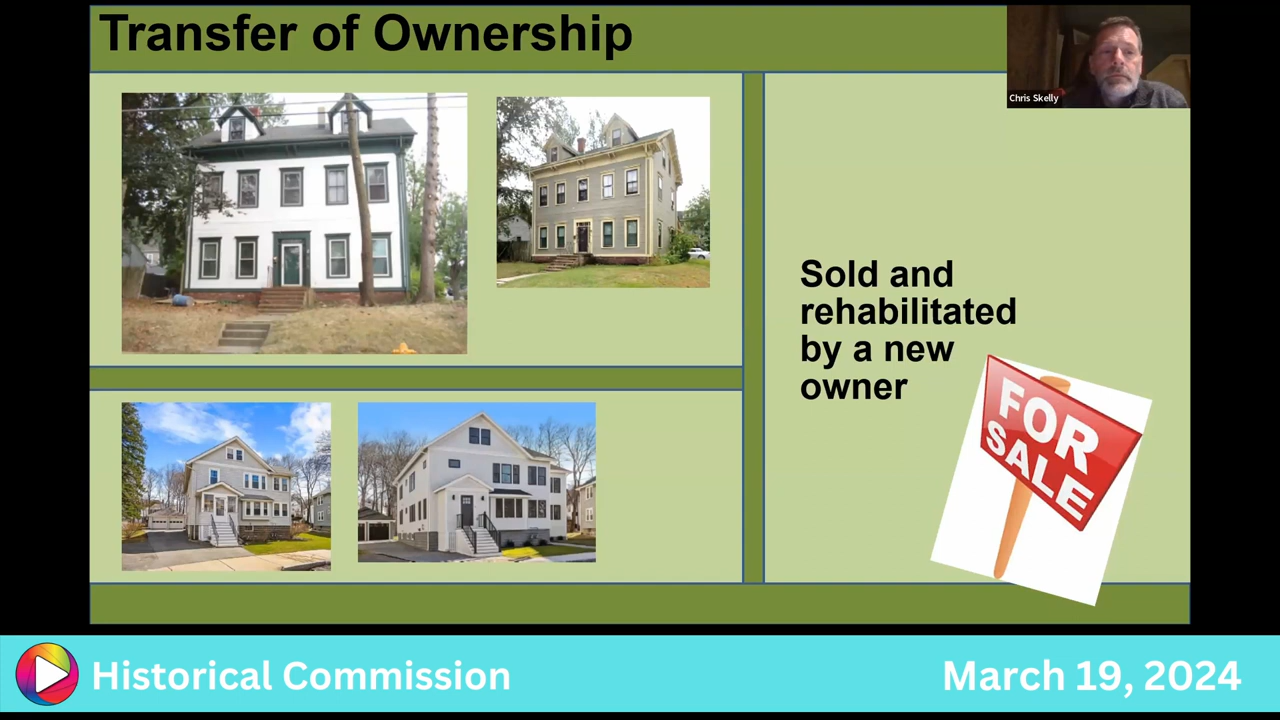 Transfer of Ownership
Chris Skelly
Sold and
rehabilitated
by a new
owner
FOR
SALE
Historical Commission
March 19, 2024